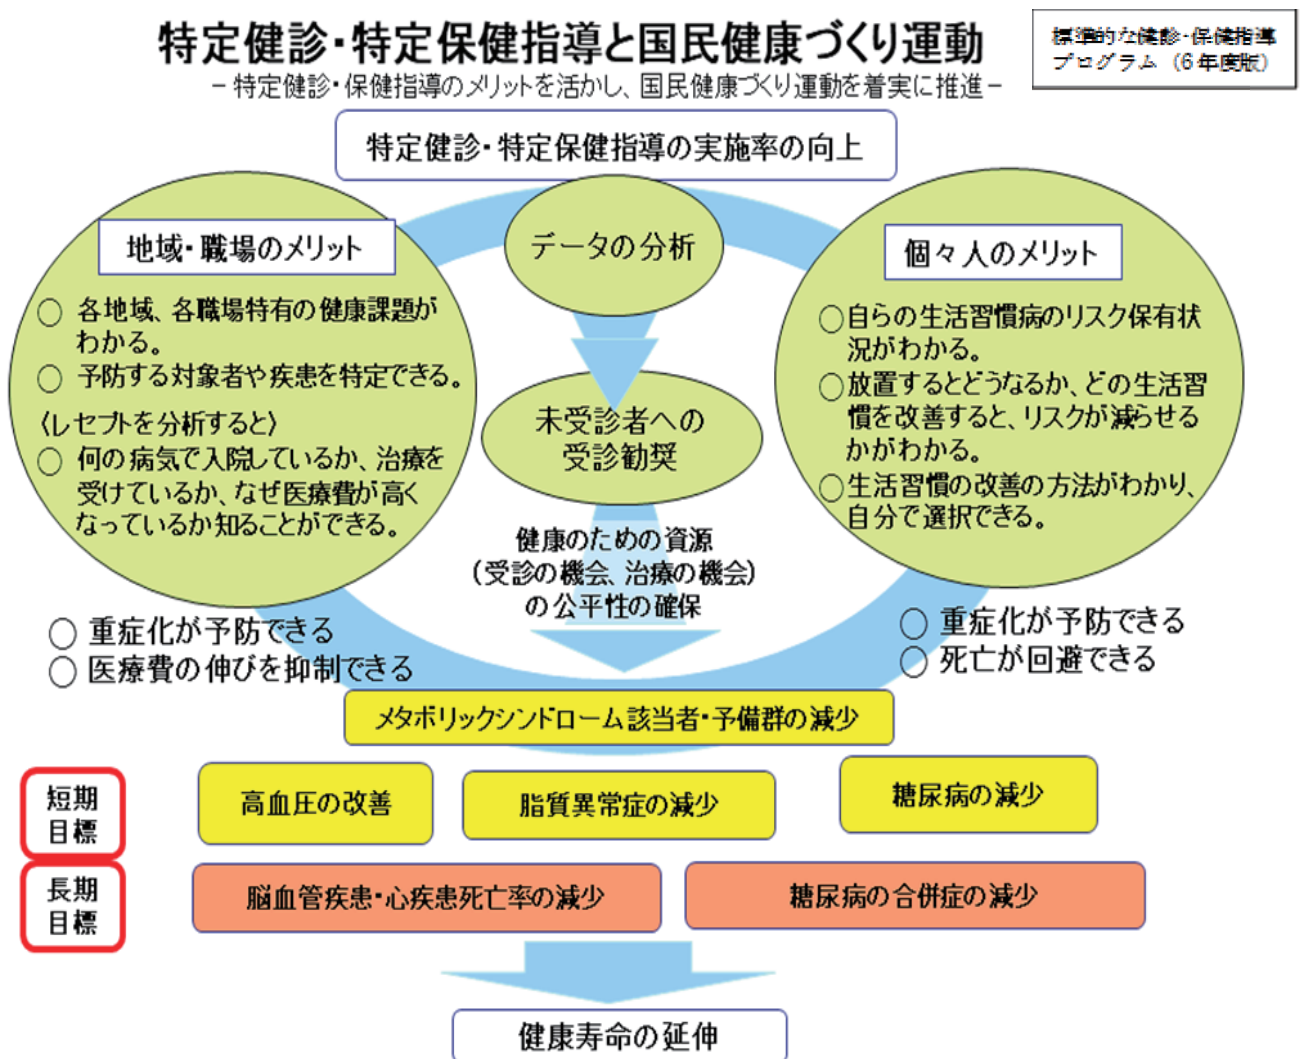 特定健診・特定保健指導と国民健康づくり運動
－特定健診・保健指導のメリットを活かし、国民健康づくり運動を着実に推進－
標準的な健診・保健指導
プログラム（6年度版）
特定健診・特定保健指導の実施率の向上
地域・職場のメリット
○ 各地域、各職場特有の健康課題が
わかる。
○ 予防する対象者や疾患を特定できる。
〈レセプトを分析すると〉
○ 何の病気で入院しているか、治療を
受けているか、なぜ医療費が高く
なっているか知ることができる。
○ 重症化が予防できる
○ 医療費の伸びを抑制できる
データの分析
未受診者への
受診勧奨
健康のための資源
（受診の機会、治療の機会）
の公平性の確保
個々人のメリット
○自らの生活習慣病のリスク保有状
況がわかる。
○放置するとどうなるか、どの生活習
慣を改善すると、リスクが減らせる
かがわかる。
○生活習慣の改善の方法がわかり、
自分で選択できる。
○ 重症化が予防できる
○ 死亡が回避できる
メタボリックシンドローム該当者・予備群の減少
短期
目標
高血圧の改善
脂質異常症の減少
糖尿病の減少
長期
目標
脳血管疾患・心疾患死亡率の減少
糖尿病の合併症の減少
健康寿命の延伸